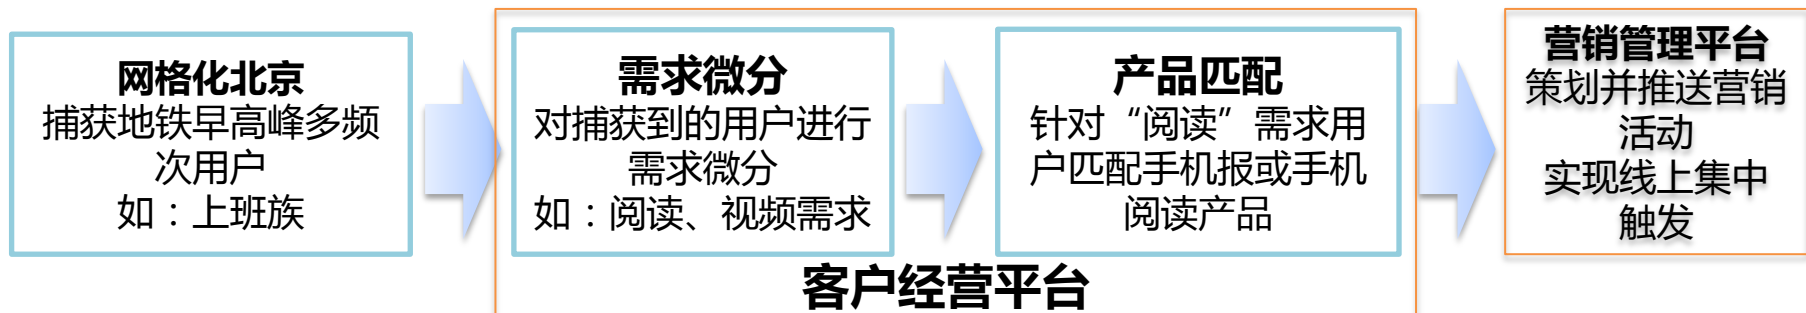 网格化北京
捕获地铁早高峰多频
次用户
如：上班族
需求微分
对捕获到的用户进行
需求微分
如：阅读、视频需求
产品匹配
针对“阅读”需求用
户匹配手机报或手机
阅读产品
客户经营平台
营销管理平台
策划并推送营销
活动
实现线上集中
触发